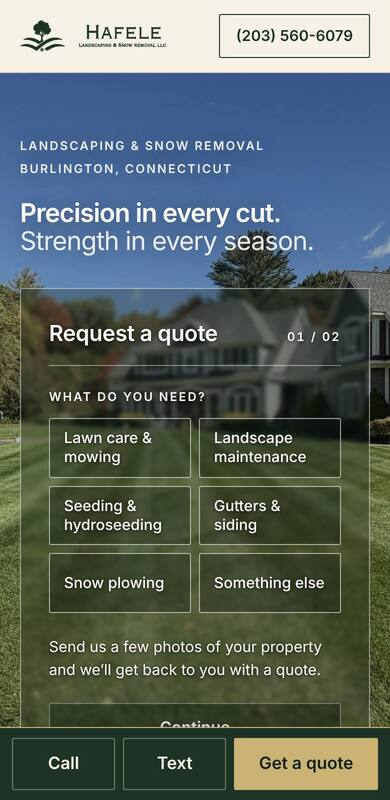 HAFELE
LANDSCAPING & SNOW REMOVAL LLC
(203) 560-6079
LANDSCAPING & SNOW REMOVAL
BURLINGTON, CONNECTICUT
Precision in every cut.
Strength in every season.
Request a quote
01 / 02
WHAT DO YOU NEED?
Lawn care &
mowing
Landscape
maintenance
Seeding &
hydroseeding
Gutters &
siding
Snow plowing
Something else
Send us a few photos of your property
and we’ll get back to you with a quote.
Continue
Call
Text
Get a quote